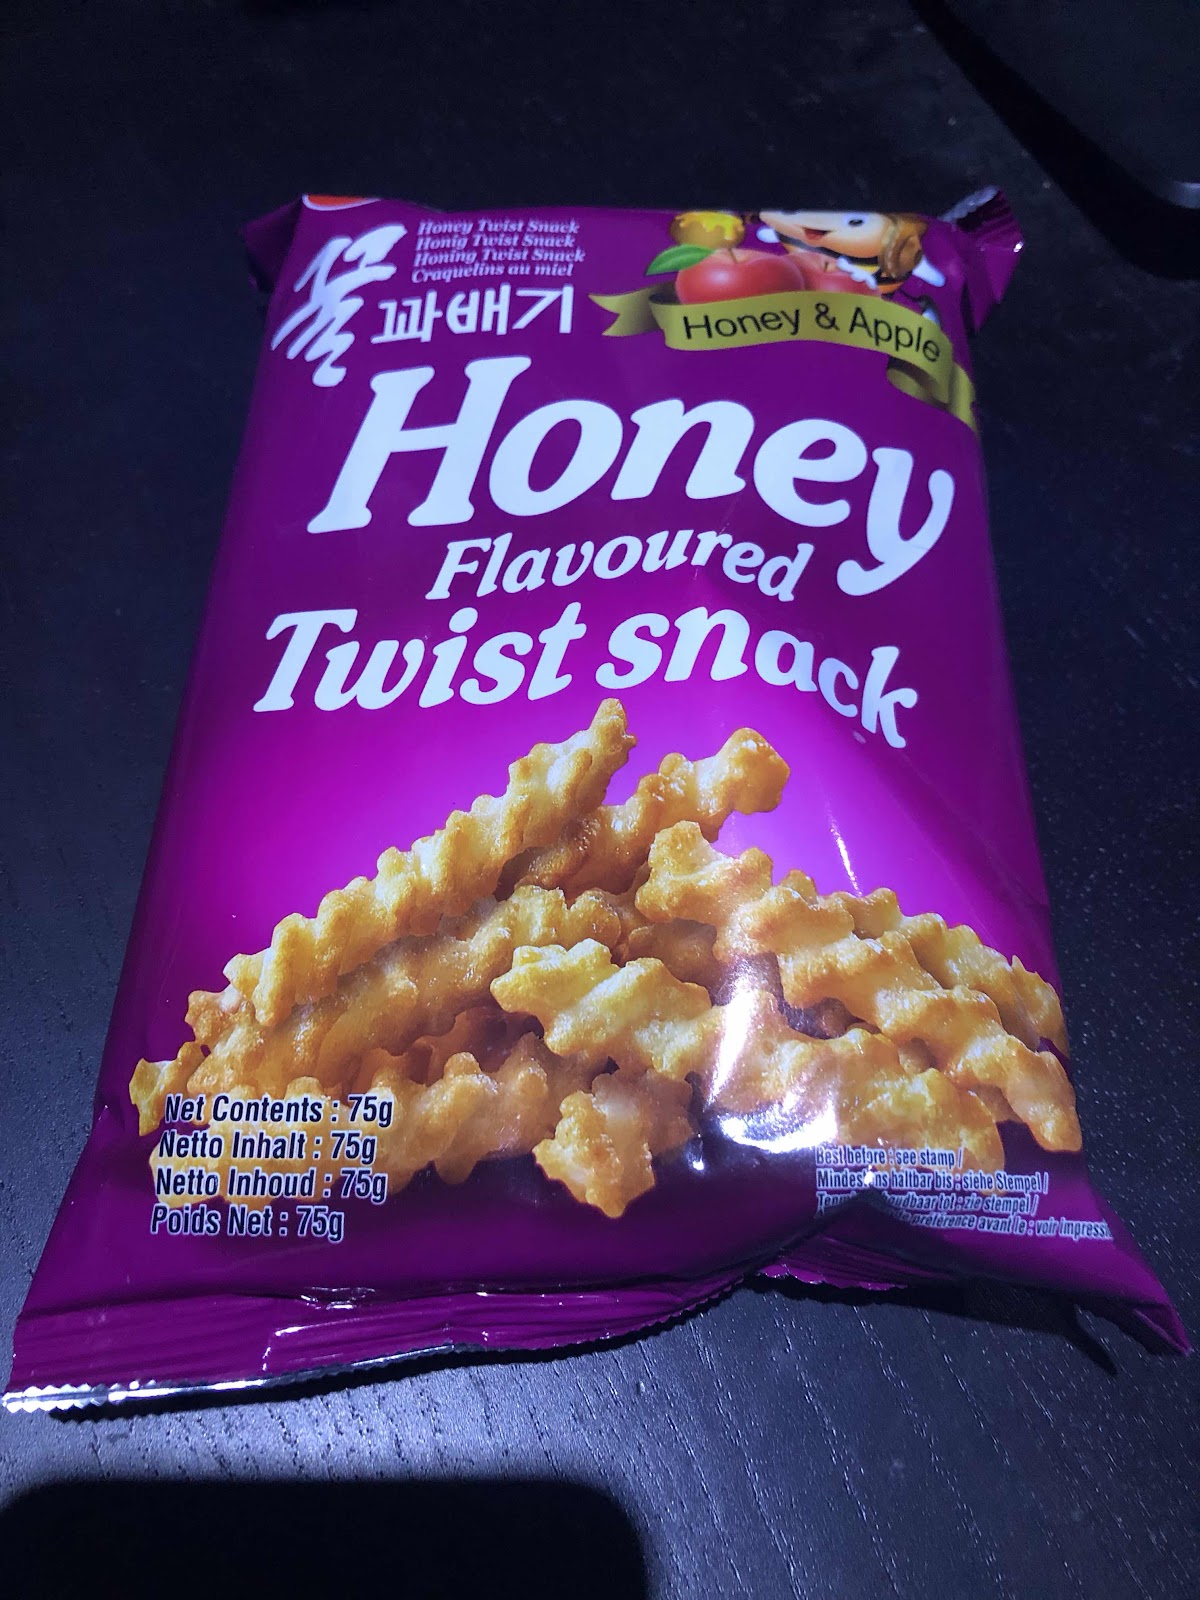 Honey Twist Snack
Honig Twist Snack
Honing Twist Snack
Craquelins au miel
꿀 꽈배기
Honey & Apple
Honey
Flavoured
Twist snack
Net Contents : 75g
Netto Inhalt : 75g
Netto Inhoud : 75g
Poids Net : 75g
Best before : see stamp /
haltbar bis : siehe Stempel /
tot : zie stempel /
préférence avant le : voir